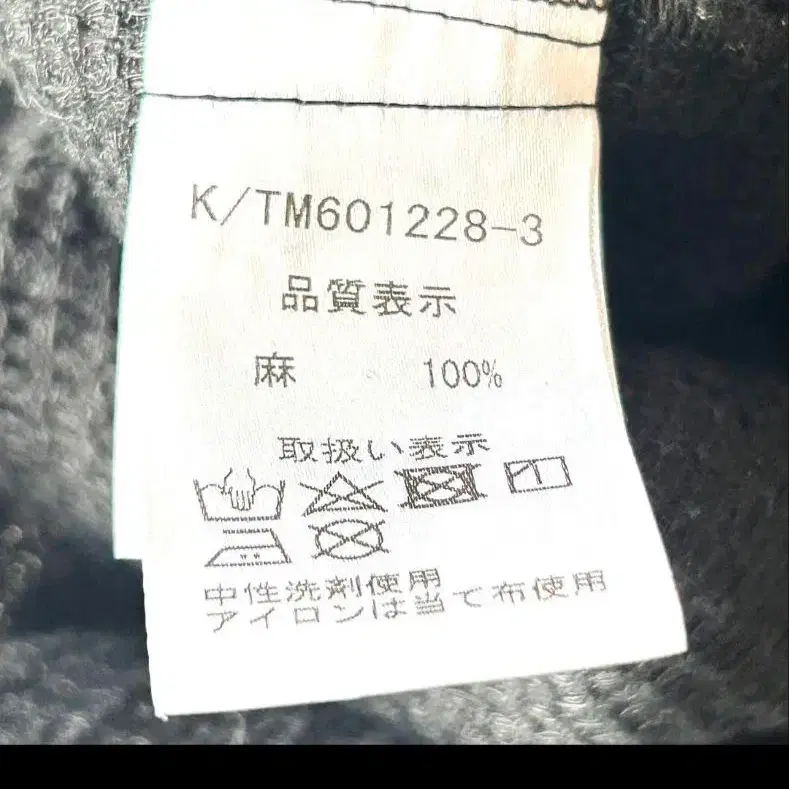 K/TM601228-3
品質表示
麻 100%
取扱い表示
中性洗剤使用
アイロンは当て布使用